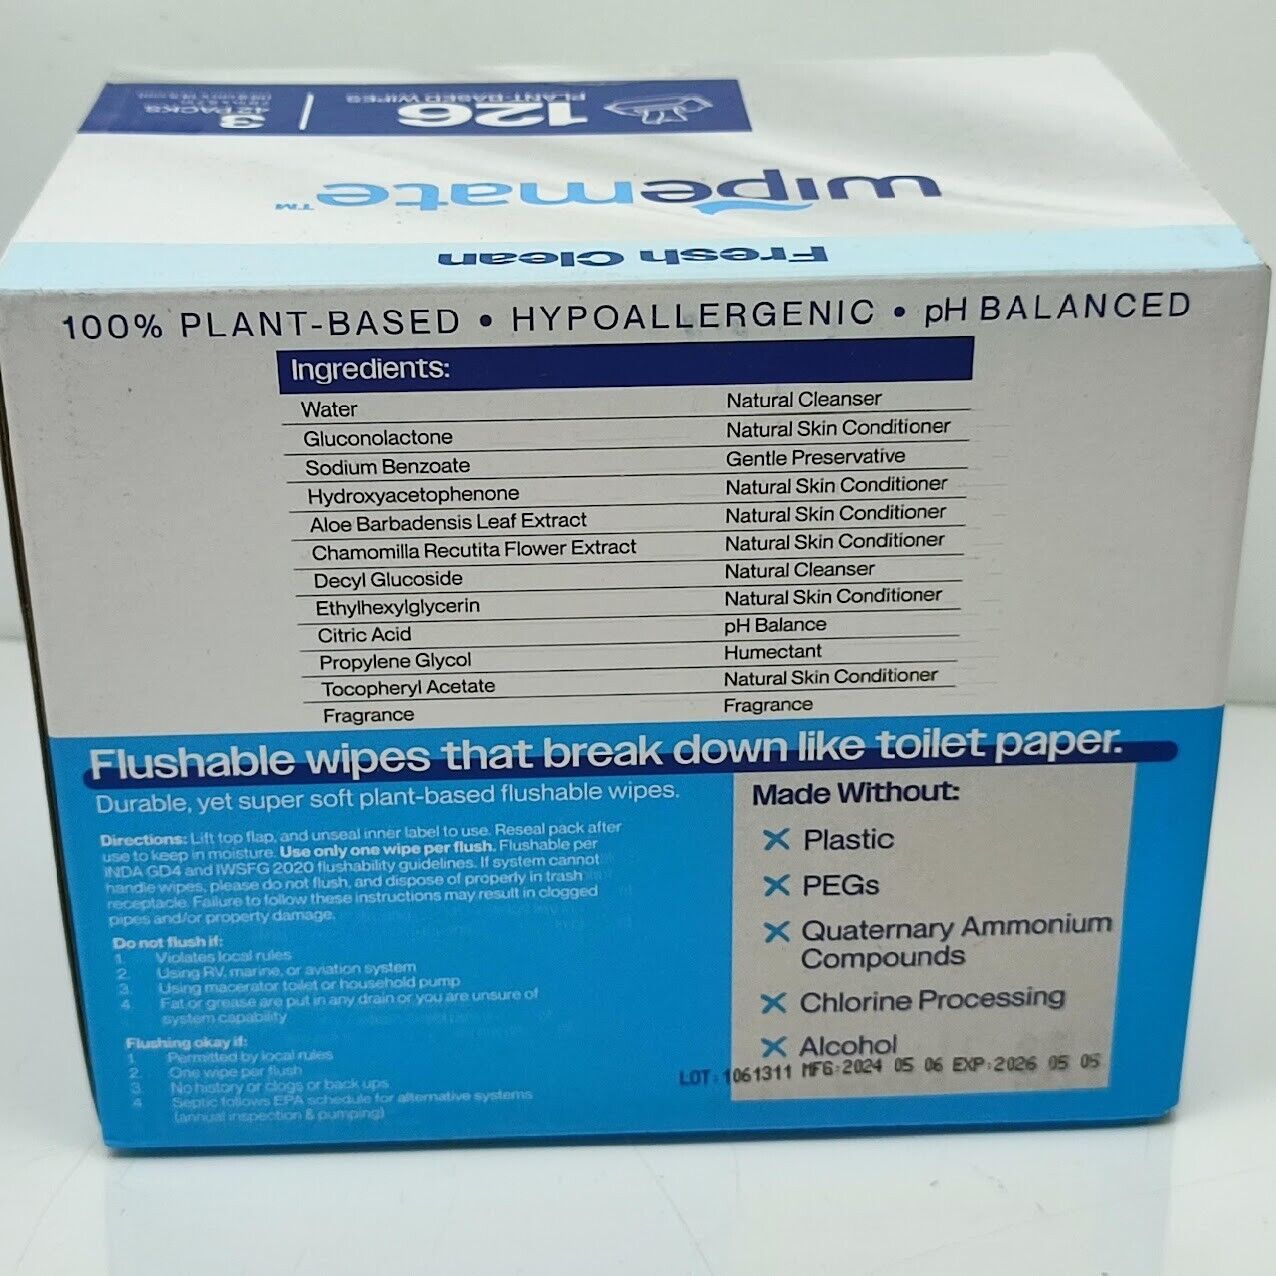 3 | 126
42 PACKS PLANT-BASED WIPES
wipemate™
Fresh Clean
100% PLANT-BASED • HYPOALLERGENIC • pH BALANCED
Ingredients:
Water Natural Cleanser
Gluconolactone Natural Skin Conditioner
Sodium Benzoate Gentle Preservative
Hydroxyacetophenone Natural Skin Conditioner
Aloe Barbadensis Leaf Extract Natural Skin Conditioner
Chamomilla Recutita Flower Extract Natural Skin Conditioner
Decyl Glucoside Natural Cleanser
Ethylhexylglycerin Natural Skin Conditioner
Citric Acid pH Balance
Propylene Glycol Humectant
Tocopheryl Acetate Natural Skin Conditioner
Fragrance Fragrance
Flushable wipes that break down like toilet paper.
Durable, yet super soft plant-based flushable wipes.
Directions: Lift top flap, and unseal inner label to use. Reseal pack after
use to keep in moisture. Use only one wipe per flush. Flushable per
INDA GD4 and IWSFG 2020 flushability guidelines. If system cannot
handle wipes, please do not flush, and dispose of properly in trash
receptacle. Failure to follow these instructions may result in clogged
pipes and/or property damage.
Do not flush if:
1. Violates local rules
2. Using RV, marine, or aviation system
3. Using macerator toilet or household pump
4. Fat or grease are put in any drain or you are unsure of
system capability
Flushing okay if:
1. Permitted by local rules
2. One wipe per flush
3. No history or clogs or back ups
4. Septic follows EPA schedule for alternative systems
(annual inspection & pumping)
Made Without:
X Plastic
X PEGs
X Quaternary Ammonium
Compounds
X Chlorine Processing
X Alcohol
LOT: 1061311 MFG:2024 05 06 EXP:2026 05 05